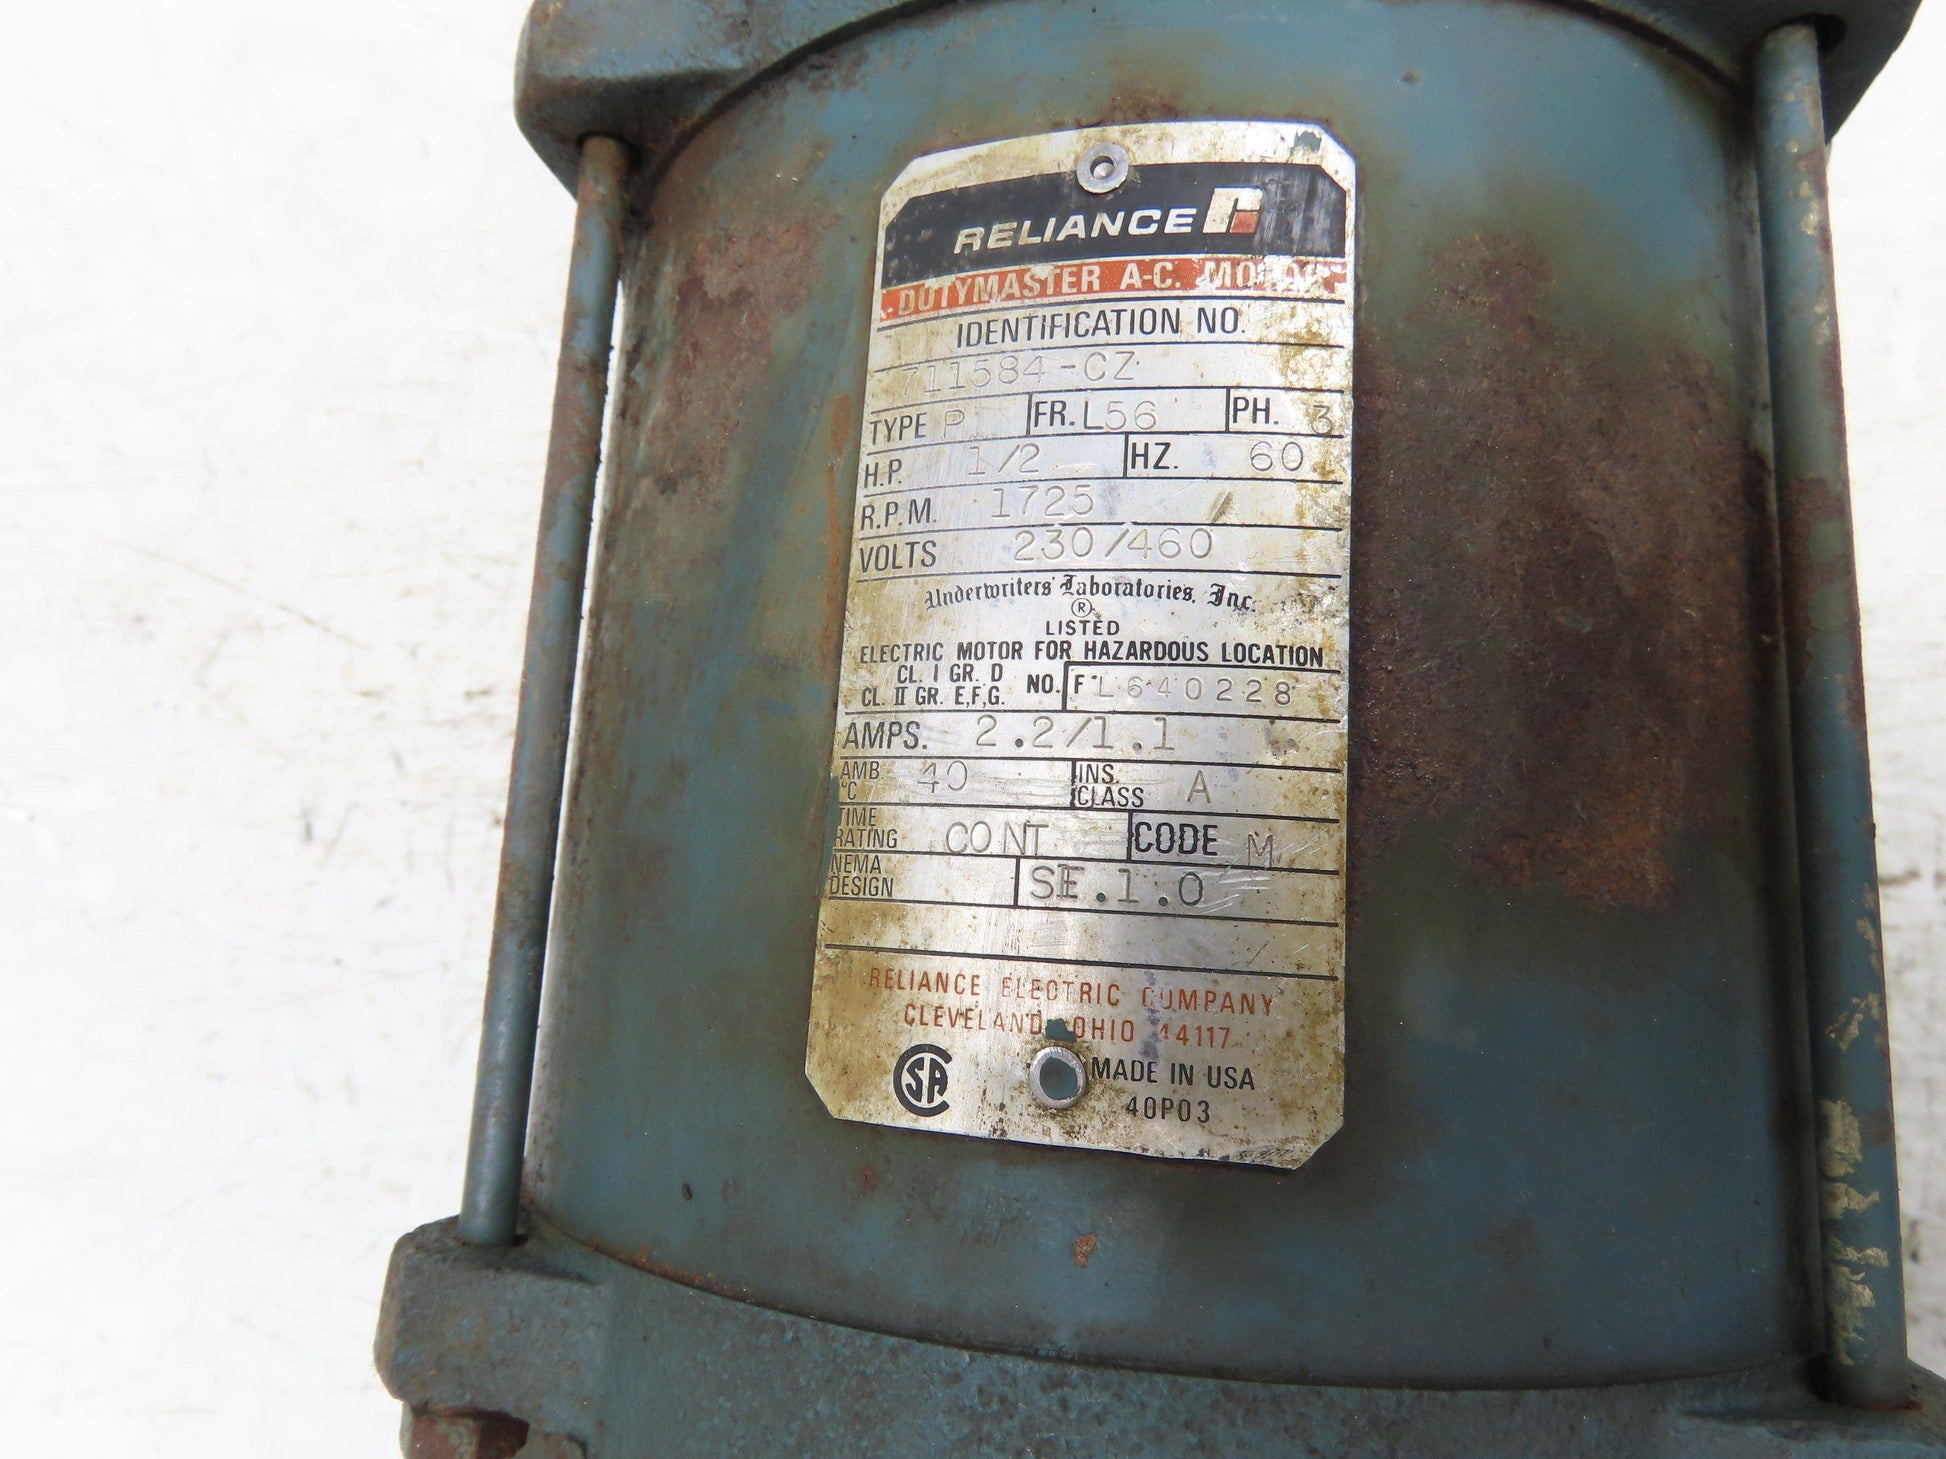 RELIANCE
DUTYMASTER A-C. MOTOR
IDENTIFICATION NO.
711584-CZ
TYPE P FR. L56 PH. 3
H.P. 1/2 HZ. 60
R.P.M. 1725
VOLTS 230/460
Underwriters' Laboratories, Inc.
®
LISTED
ELECTRIC MOTOR FOR HAZARDOUS LOCATION
CL. I GR. D
CL. II GR. E,F,G. NO. F L640228
AMPS. 2.2/1.1
AMB °C 40 INS. CLASS A
TIME RATING CONT CODE M
NEMA DESIGN 1.0
RELIANCE ELECTRIC COMPANY
CLEVELAND, OHIO 44117
CSA MADE IN USA
40P03